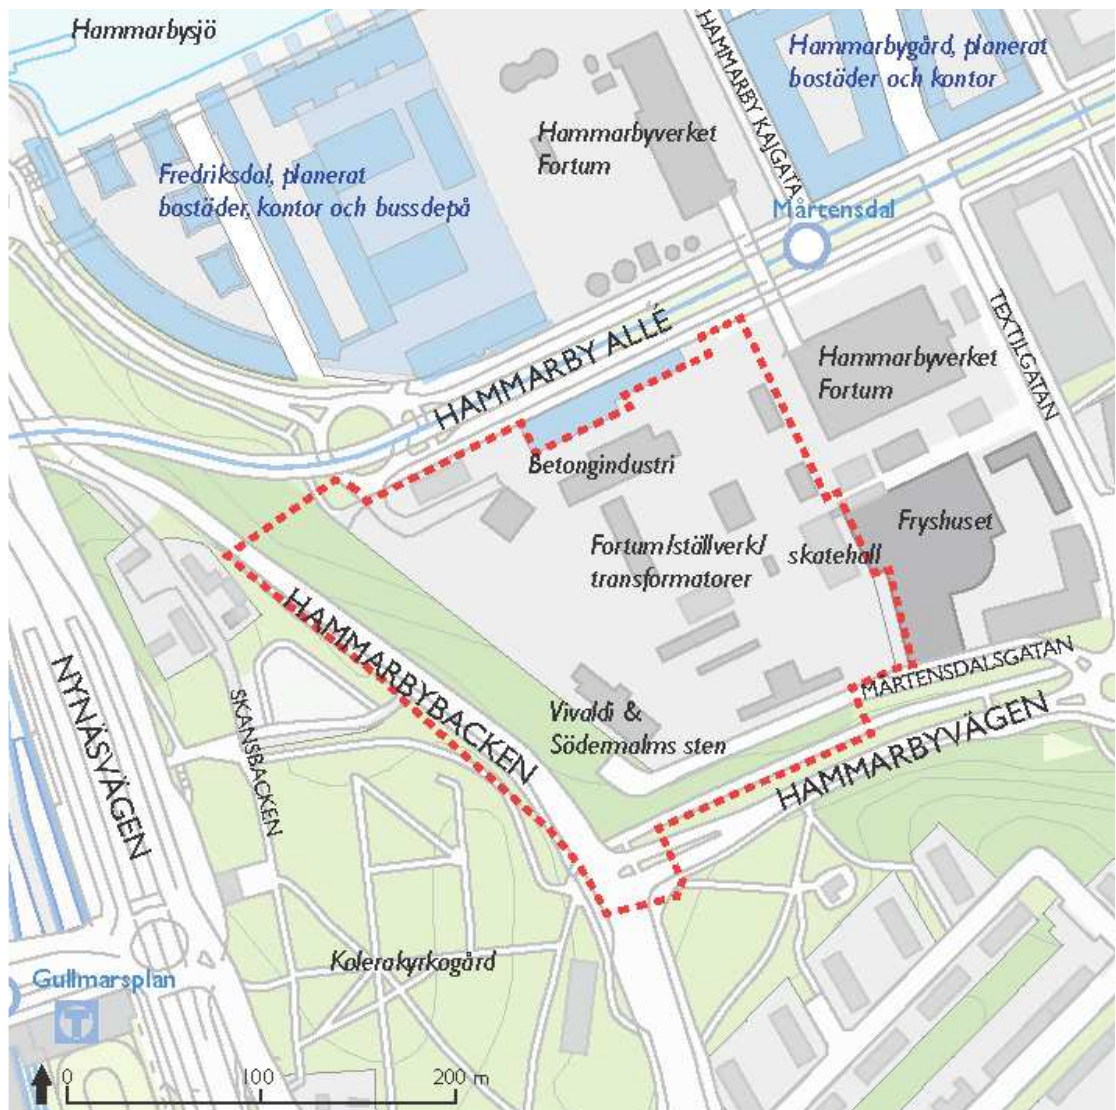 Hammarbysjö
Hammarbygård, planerat
bostäder och kontor
HAMMARBY KAJGATA
Hammarbyverket
Fortum
Fredriksdal, planerat
bostäder, kontor och bussdepå
Mårtensdal
TEXTILGATAN
HAMMARBY ALLÉ
Hammarbyverket
Fortum
Betongindustri
Fryshuset
Fortum/ställverk/
transformatorer
skatehall
HAMMARBYBACKEN
NYNÄSVÄGEN
SKANSBACKEN
MÅRTENSDALSGATAN
Vivaldi &
Södermalms sten
HAMMARBYVÄGEN
Kolerakyrkogård
Gullmarsplan
T
0 100 200 m